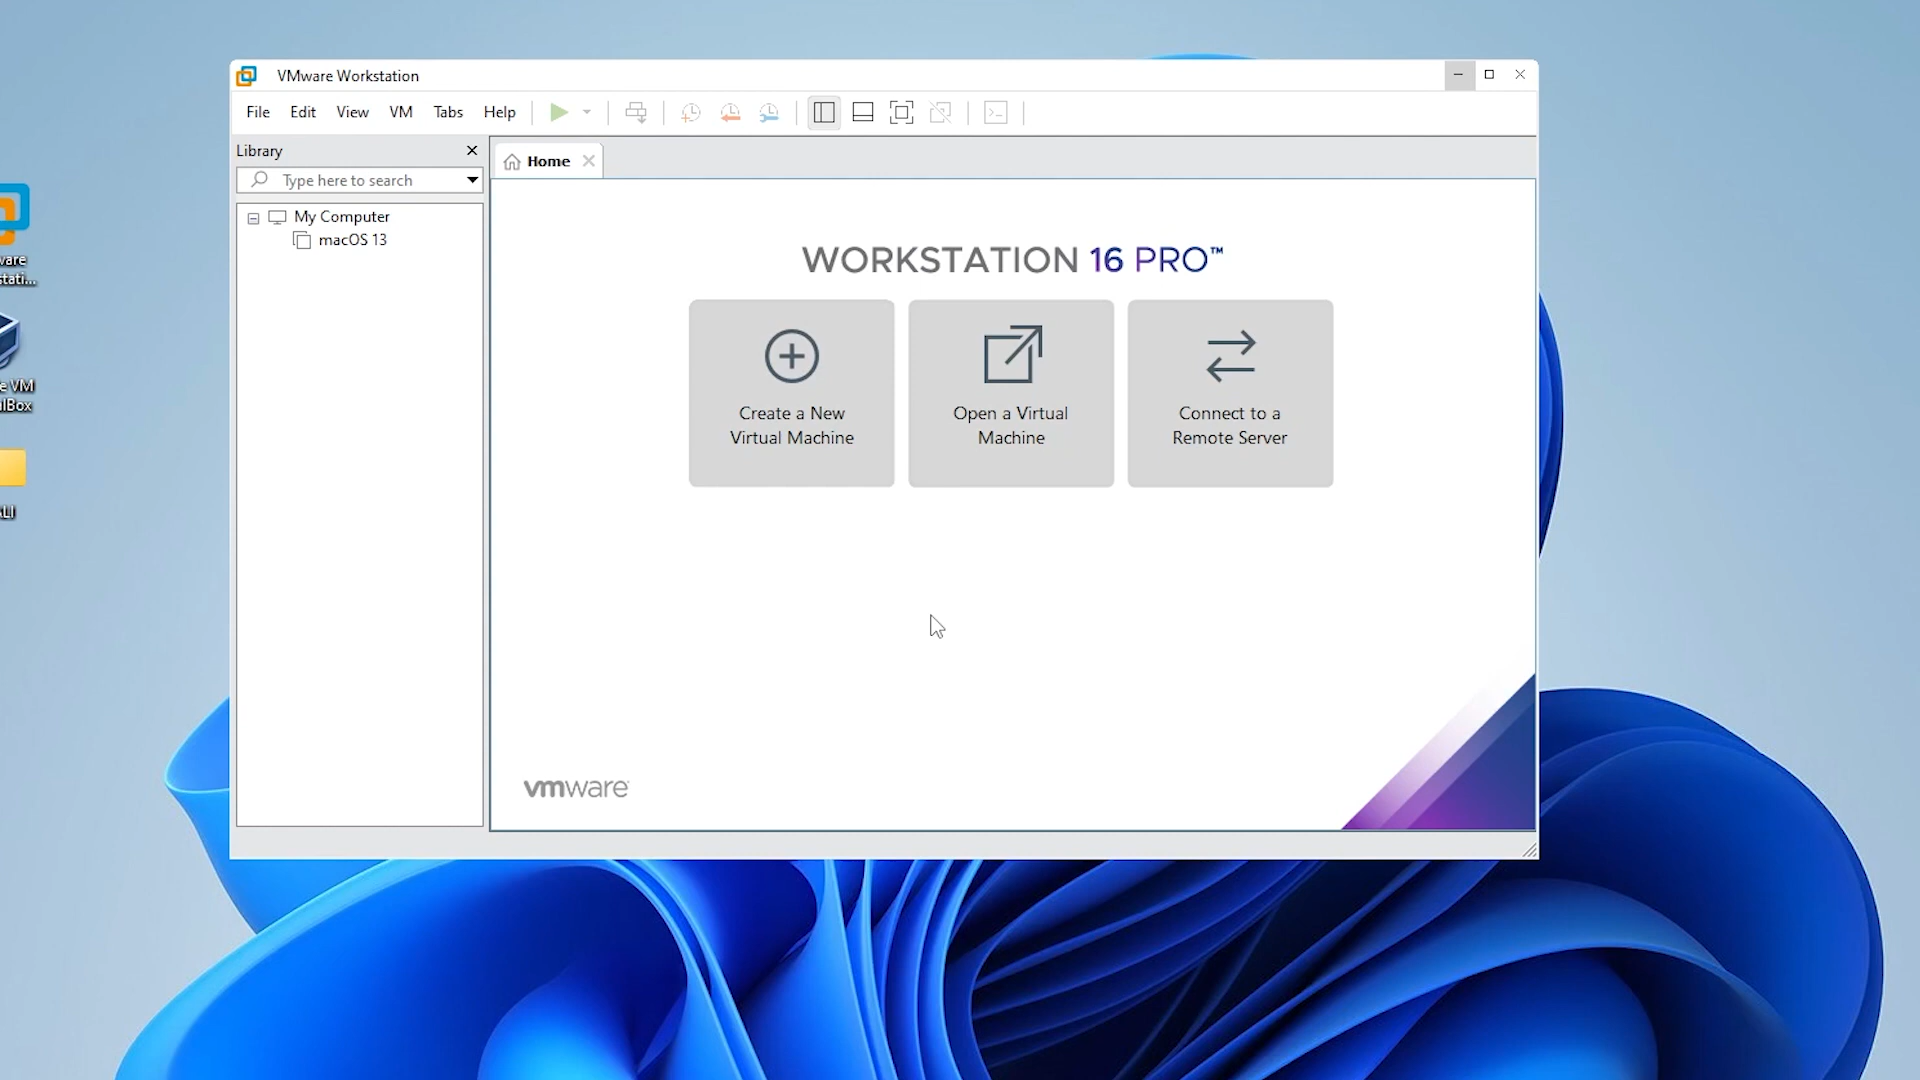 VMware Workstation
File Edit View VM Tabs Help
Library
Type here to search
My Computer
macOS 13
Home
WORKSTATION 16 PRO™
Create a New
Virtual Machine
Open a Virtual
Machine
Connect to a
Remote Server
vmware